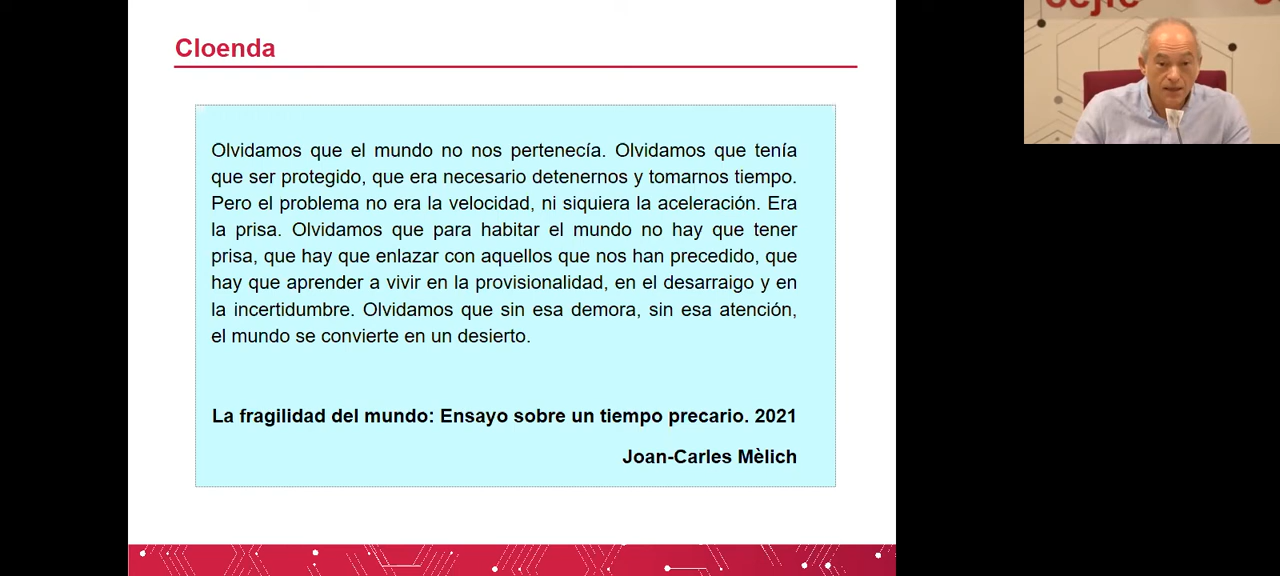 Cloenda
Olvidamos que el mundo no nos pertenecía. Olvidamos que tenía
que ser protegido, que era necesario detenernos y tomarnos tiempo.
Pero el problema no era la velocidad, ni siquiera la aceleración. Era
la prisa. Olvidamos que para habitar el mundo no hay que tener
prisa, que hay que enlazar con aquellos que nos han precedido, que
hay que aprender a vivir en la provisionalidad, en el desarraigo y en
la incertidumbre. Olvidamos que sin esa demora, sin esa atención,
el mundo se convierte en un desierto.
La fragilidad del mundo: Ensayo sobre un tiempo precario. 2021
Joan-Carles Mèlich